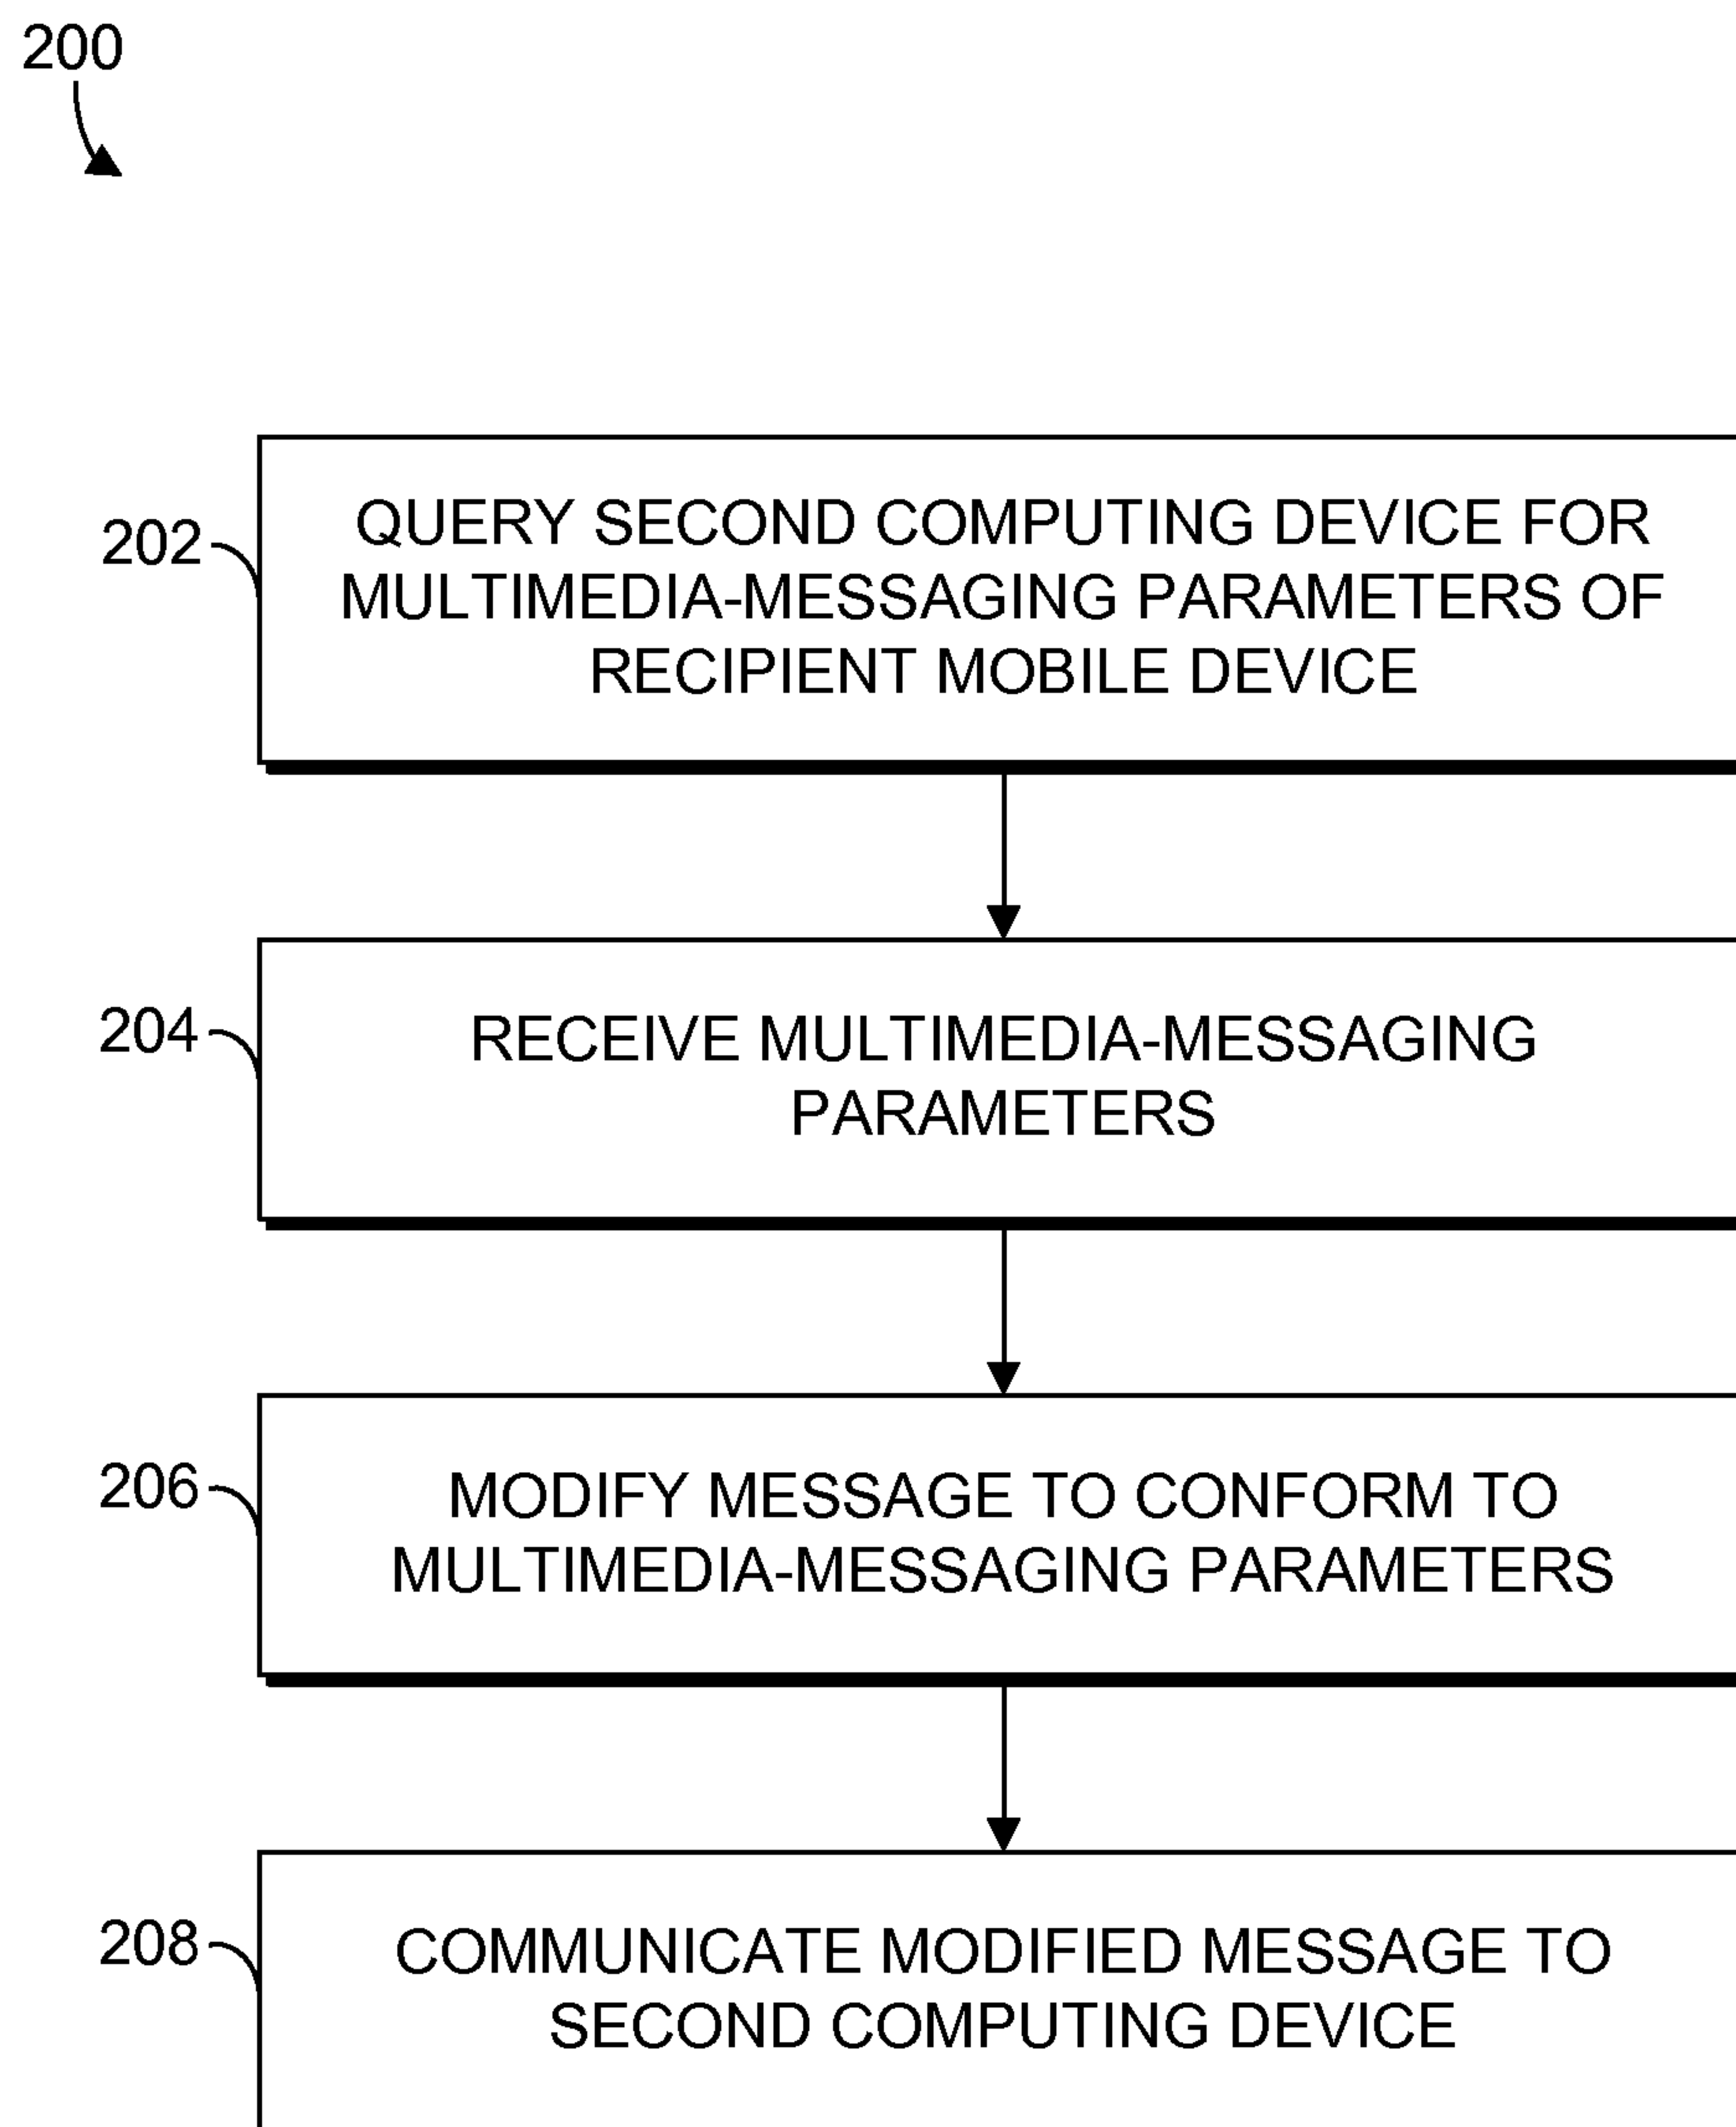 200
202
QUERY SECOND COMPUTING DEVICE FOR
MULTIMEDIA-MESSAGING PARAMETERS OF
RECIPIENT MOBILE DEVICE
204
RECEIVE MULTIMEDIA-MESSAGING
PARAMETERS
206
MODIFY MESSAGE TO CONFORM TO
MULTIMEDIA-MESSAGING PARAMETERS
208
COMMUNICATE MODIFIED MESSAGE TO
SECOND COMPUTING DEVICE